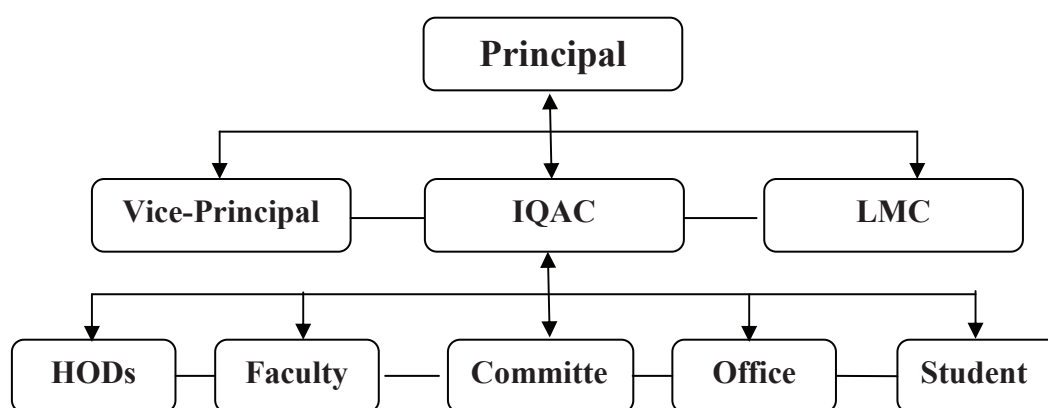 Principal
Vice-Principal IQAC LMC
HODs Faculty Committe Office Student